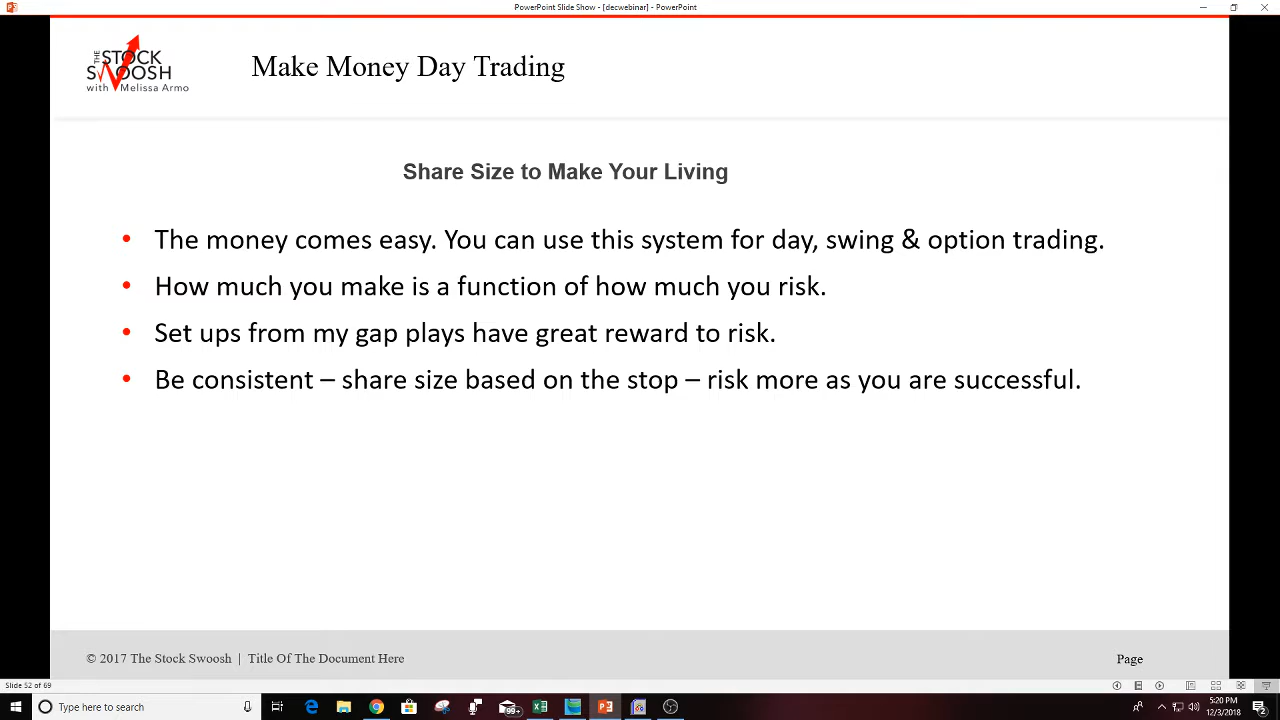 PowerPoint Slide Show - [decwebinar] - PowerPoint
THE STOCK
SWOOSH
with Melissa Armo
Make Money Day Trading
Share Size to Make Your Living
• The money comes easy. You can use this system for day, swing & option trading.
• How much you make is a function of how much you risk.
• Set ups from my gap plays have great reward to risk.
• Be consistent – share size based on the stop – risk more as you are successful.
© 2017 The Stock Swoosh | Title Of The Document Here
Page
Slide 52 of 69
Type here to search
99+
5:20 PM
12/3/2018